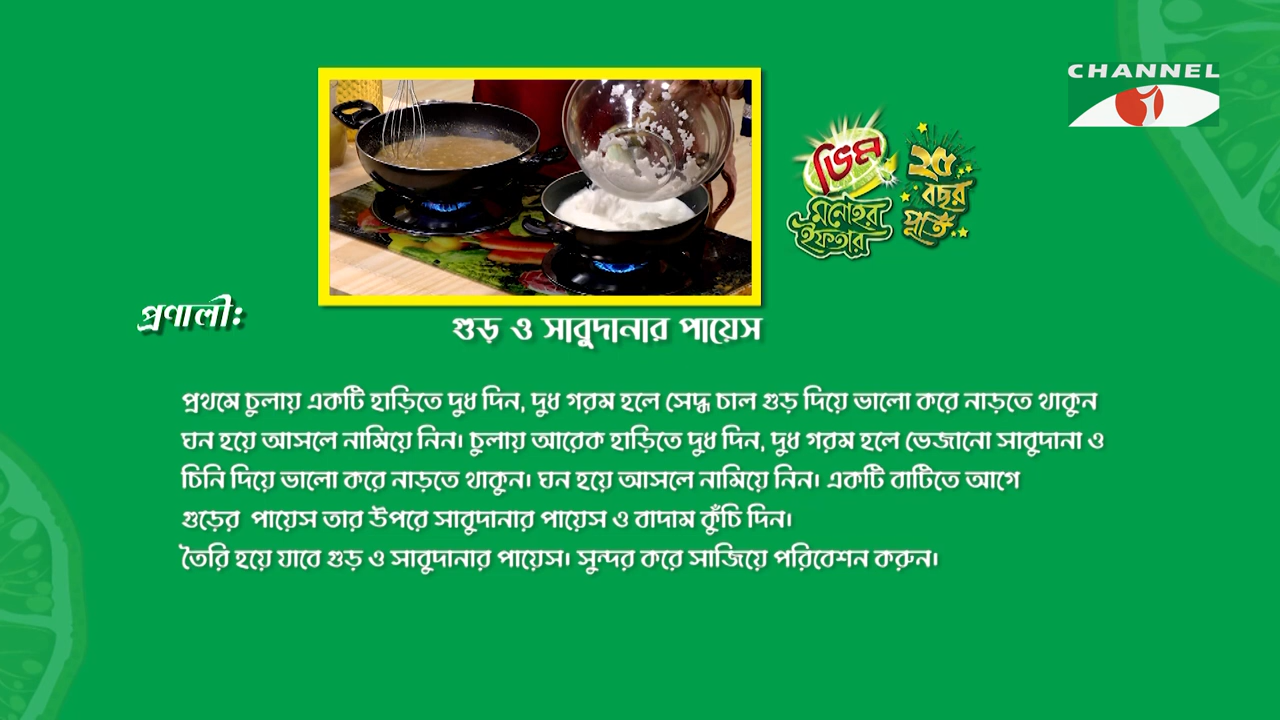 CHANNEL
i
ভিম
মনোহর
ইফতার
২৫
বছর
পূর্তি
প্রণালী:
গুড় ও সাবুদানার পায়েস
প্রথমে চুলায় একটি হাড়িতে দুধ দিন, দুধ গরম হলে সেদ্ধ চাল গুড় দিয়ে ভালো করে নাড়তে থাকুন
ঘন হয়ে আসলে নামিয়ে নিন। চুলায় আরেক হাড়িতে দুধ দিন, দুধ গরম হলে ভেজানো সাবুদানা ও
চিনি দিয়ে ভালো করে নাড়তে থাকুন। ঘন হয়ে আসলে নামিয়ে নিন। একটি বাটিতে আগে
গুড়ের পায়েস তার উপরে সাবুদানার পায়েস ও বাদাম কুঁচি দিন।
তৈরি হয়ে যাবে গুড় ও সাবুদানার পায়েস। সুন্দর করে সাজিয়ে পরিবেশন করুন।